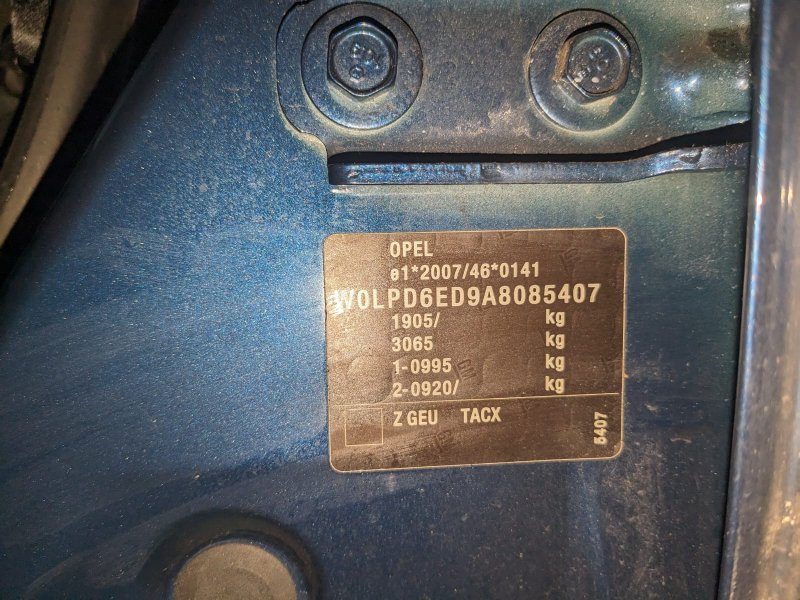 OPEL
e1*2007/46*0141
W0LPD6ED9A8085407
1905/ kg
3065 kg
1-0995 kg
2-0920/ kg
Z GEU TACX
5407